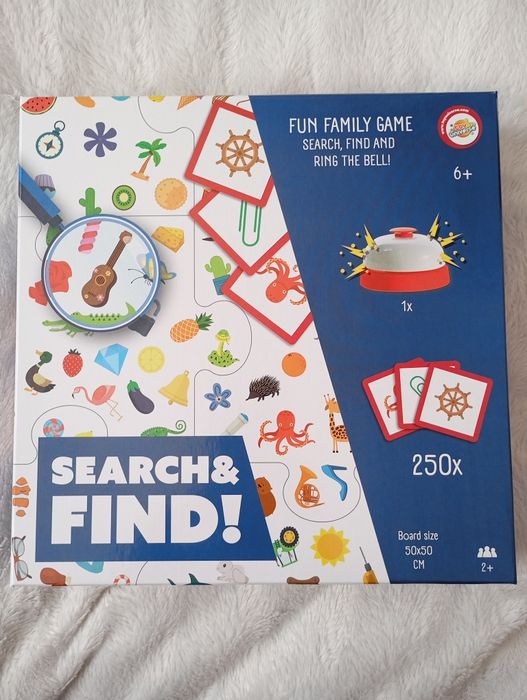 FUN FAMILY GAME
SEARCH, FIND AND
RING THE BELL!
6+
1x
250x
SEARCH&
FIND!
Board size
50x50
CM
2+